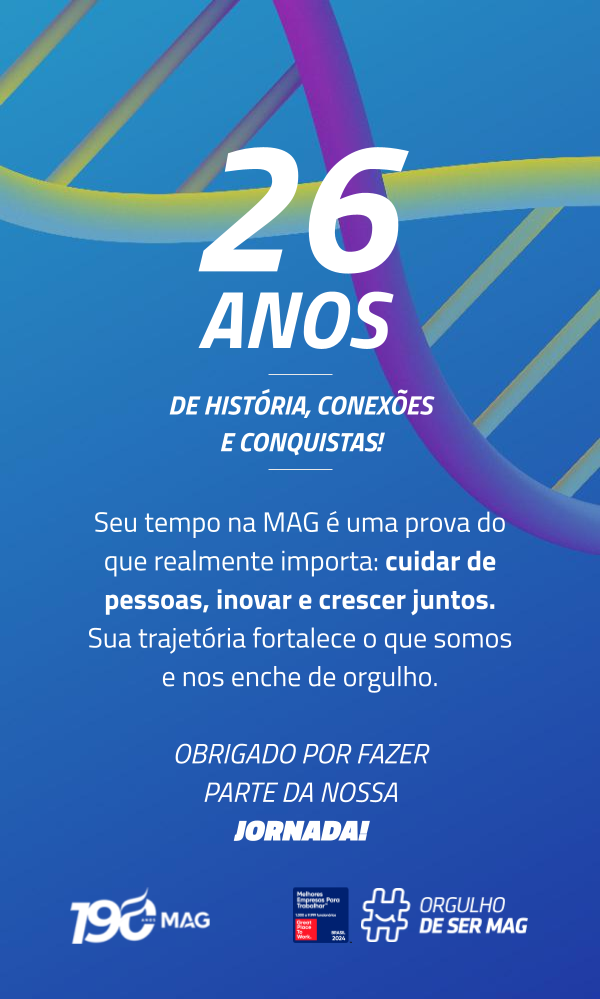 26
ANOS
DE HISTÓRIA, CONEXÕES
E CONQUISTAS!
Seu tempo na MAG é uma prova do
que realmente importa: cuidar de
pessoas, inovar e crescer juntos.
Sua trajetória fortalece o que somos
e nos enche de orgulho.
OBRIGADO POR FAZER
PARTE DA NOSSA
JORNADA!
190 ANOS MAG
Melhores
Empresas Para
Trabalhar
Great
Place
To
Work.
BRASIL
2024
ORGULHO
DE SER MAG